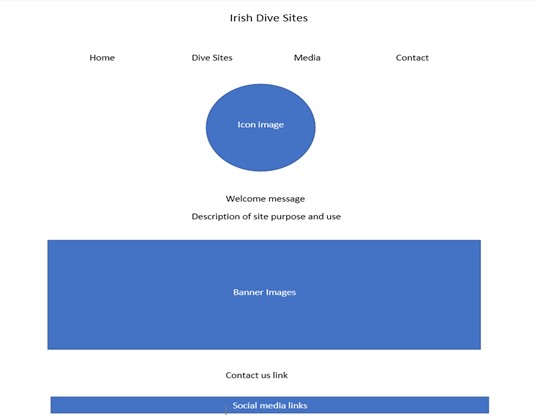 Irish Dive Sites
Home Dive Sites Media Contact
Icon image
Welcome message
Description of site purpose and use
Banner Images
Contact us link
Social media links